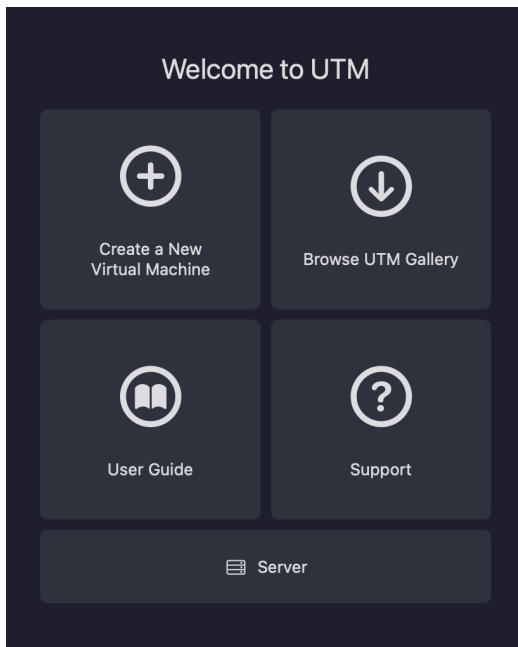 Welcome to UTM
Create a New
Virtual Machine
Browse UTM Gallery
User Guide
Support
Server